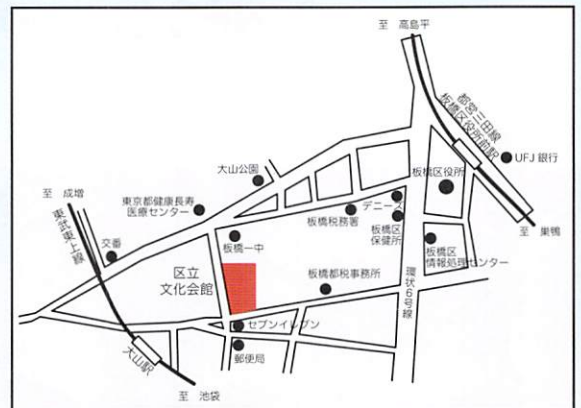 至 高島平
都営三田線
板橋区役所前駅
UFJ 銀行
大山公園
板橋区役所
至 成増
東京都健康長寿
医療センター
デニーズ
板橋税務署
板橋区
保健所
至 巣鴨
東武東上線
交番
板橋一中
板橋区
情報処理センター
区立
文化会館
板橋都税事務所
環状6号線
セブンイレブン
大山駅
郵便局
至 池袋